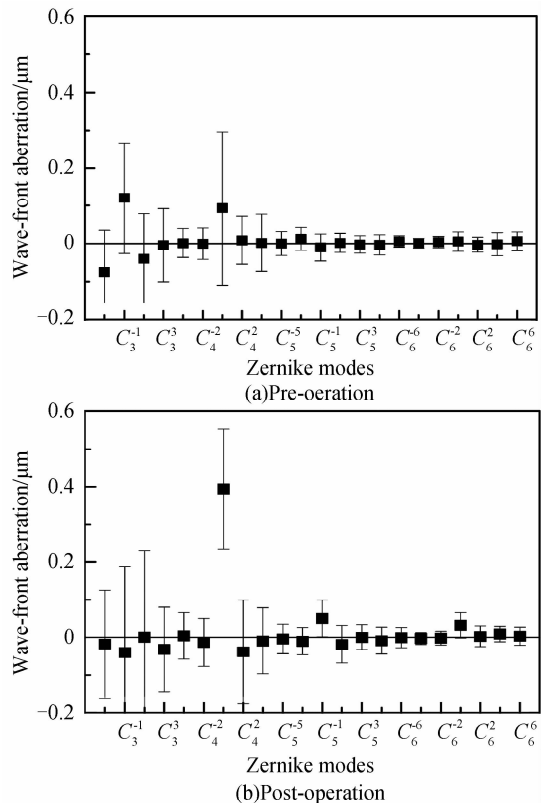 0.6
0.4
0.2
0
−0.2
Wave-front aberration/μm
C₃⁻¹ C₃³ C₄⁻² C₄² C₅⁻⁵ C₅⁻¹ C₅³ C₆⁻⁶ C₆⁻² C₆² C₆⁶
Zernike modes
(a)Pre-oeration
0.6
0.4
0.2
0
−0.2
Wave-front aberration/μm
C₃⁻¹ C₃³ C₄⁻² C₄² C₅⁻⁵ C₅⁻¹ C₅³ C₆⁻⁶ C₆⁻² C₆² C₆⁶
Zernike modes
(b)Post-operation